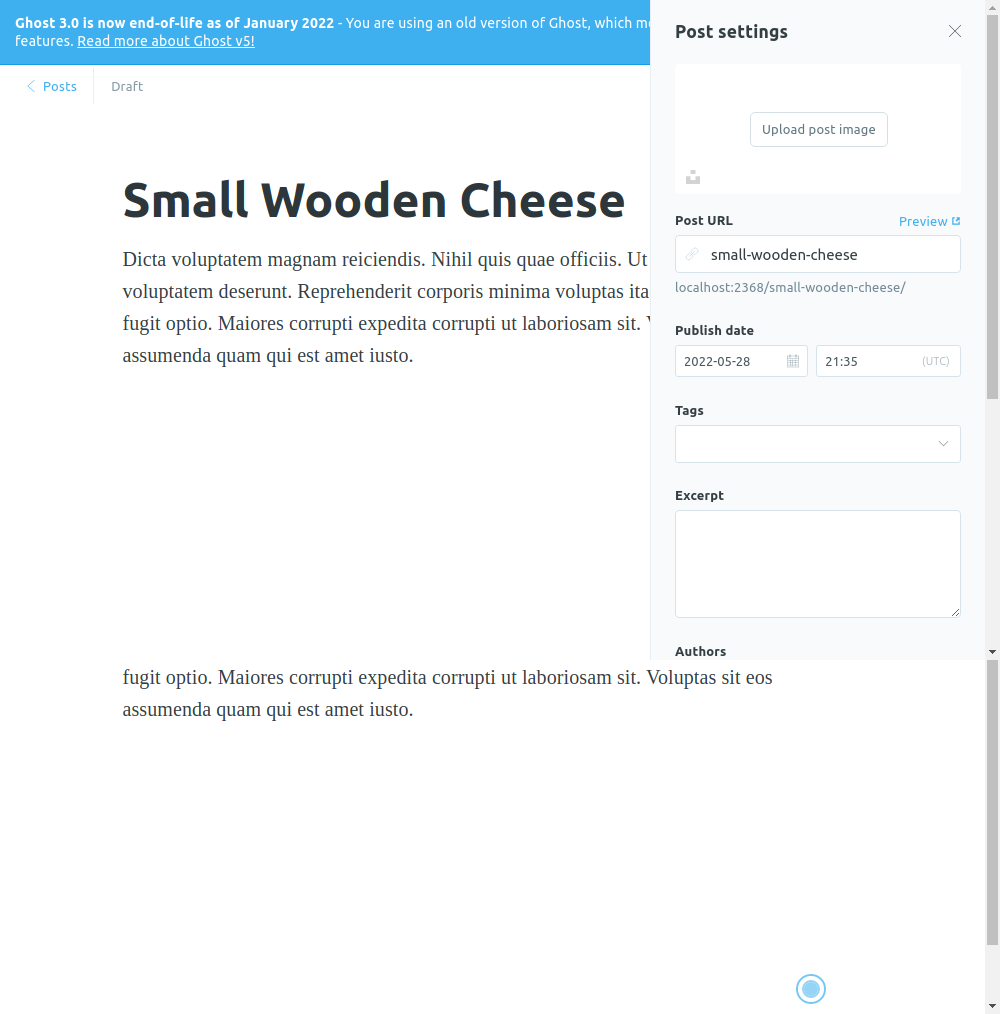 Ghost 3.0 is now end-of-life as of January 2022 - You are using an old version of Ghost, which
features. Read more about Ghost v5!
Posts
Draft
Small Wooden Cheese
Dicta voluptatem magnam reiciendis. Nihil quis quae officiis. Ut
voluptatem deserunt. Reprehenderit corporis minima voluptas ita
fugit optio. Maiores corrupti expedita corrupti ut laboriosam sit.
assumenda quam qui est amet iusto.
Post settings
Upload post image
Post URL
Preview
small-wooden-cheese
localhost:2368/small-wooden-cheese/
Publish date
2022-05-28
21:35
(UTC)
Tags
Excerpt
Authors
fugit optio. Maiores corrupti expedita corrupti ut laboriosam sit. Voluptas sit eos
assumenda quam qui est amet iusto.